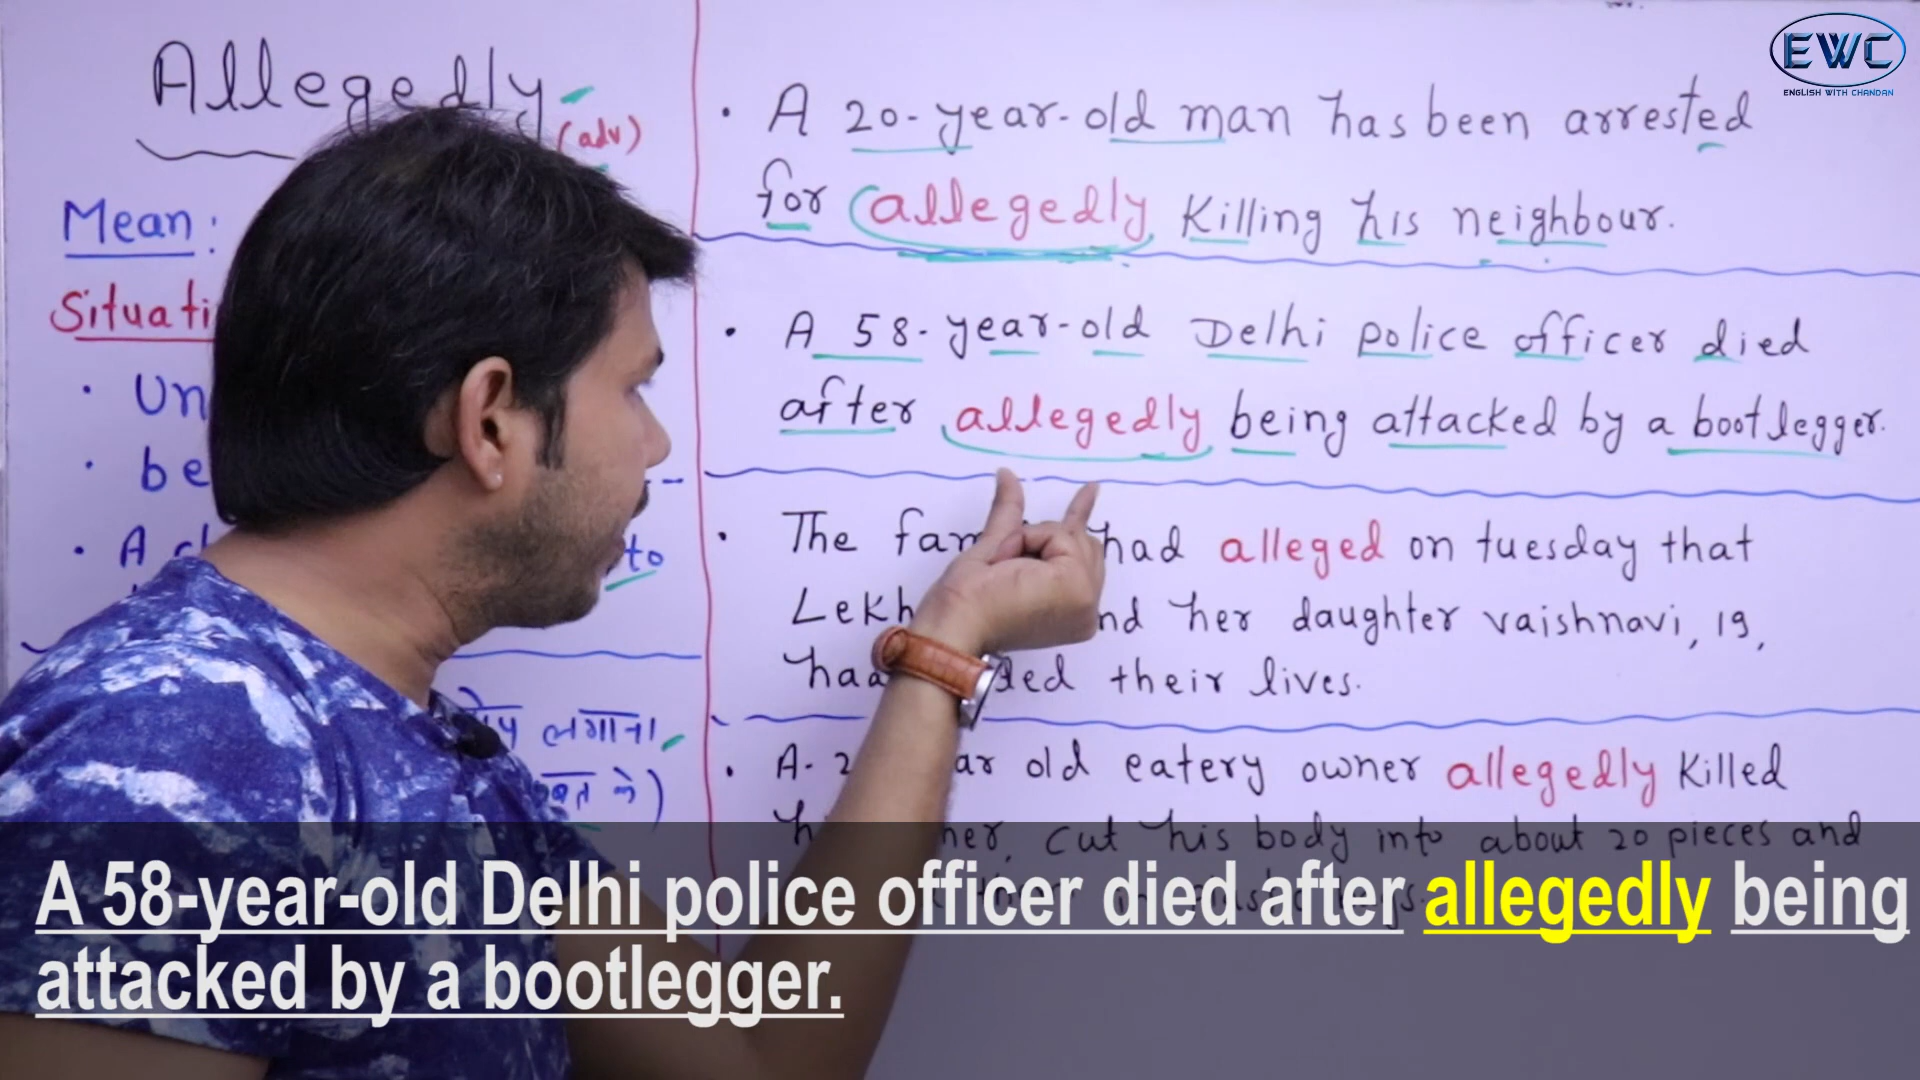 Allegedly
(adv)
Mean:
Situati
· Un
· be
· A
to
लगाना
के)
EWC
ENGLISH WITH CHANDAN
· A 20-year-old man has been arrested
for allegedly killing his neighbour.
· A 58-year-old Delhi police officer died
after allegedly being attacked by a bootlegger.
· The had alleged on tuesday that
her daughter vaishnavi, 19,
their lives.
· A- old eatery owner allegedly killed
cut his body into about 20 pieces and
A 58-year-old Delhi police officer died after allegedly being
attacked by a bootlegger.